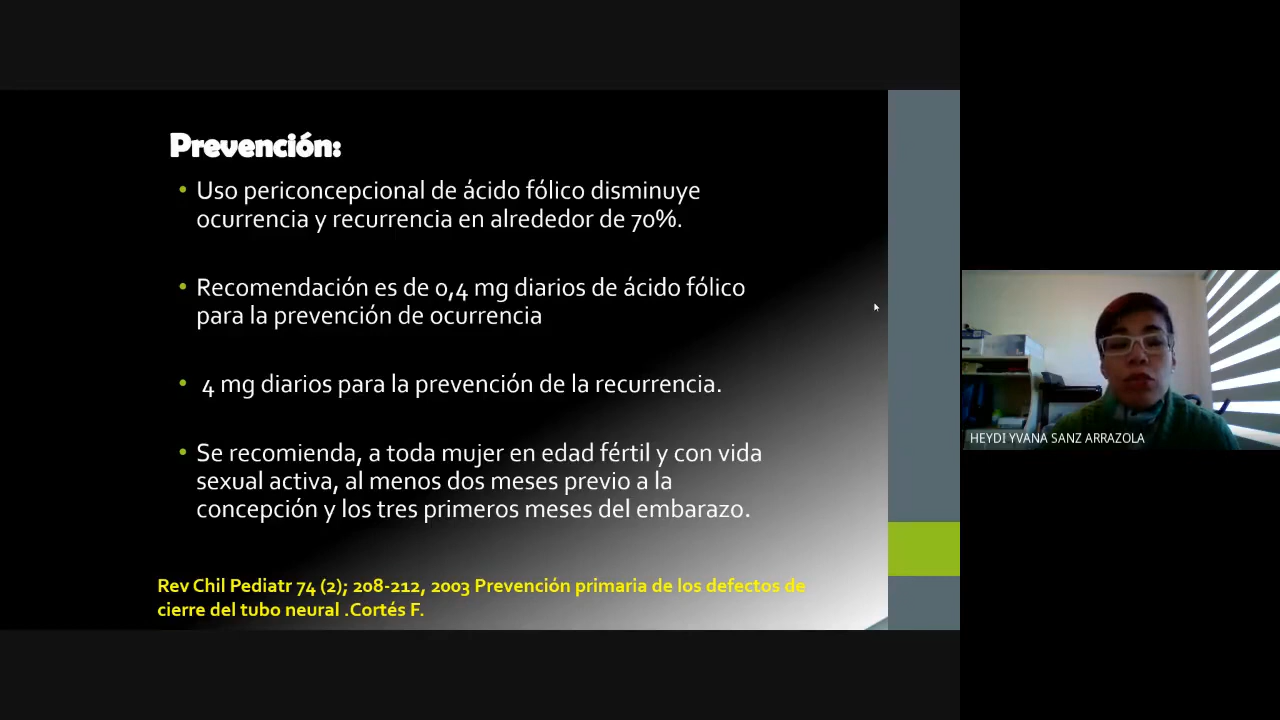 Prevención:
• Uso periconcepcional de ácido fólico disminuye
ocurrencia y recurrencia en alrededor de 70%.
• Recomendación es de 0,4 mg diarios de ácido fólico
para la prevención de ocurrencia
• 4 mg diarios para la prevención de la recurrencia.
• Se recomienda, a toda mujer en edad fértil y con vida
sexual activa, al menos dos meses previo a la
concepción y los tres primeros meses del embarazo.
Rev Chil Pediatr 74 (2); 208-212, 2003 Prevención primaria de los defectos de
cierre del tubo neural .Cortés F.
HEYDI YVANA SANZ ARRAZOLA